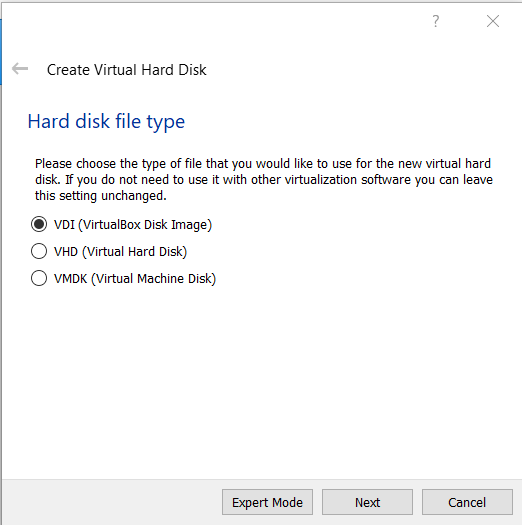 ?
Create Virtual Hard Disk
Hard disk file type
Please choose the type of file that you would like to use for the new virtual hard
disk. If you do not need to use it with other virtualization software you can leave
this setting unchanged.
VDI (VirtualBox Disk Image)
VHD (Virtual Hard Disk)
VMDK (Virtual Machine Disk)
Expert Mode Next Cancel